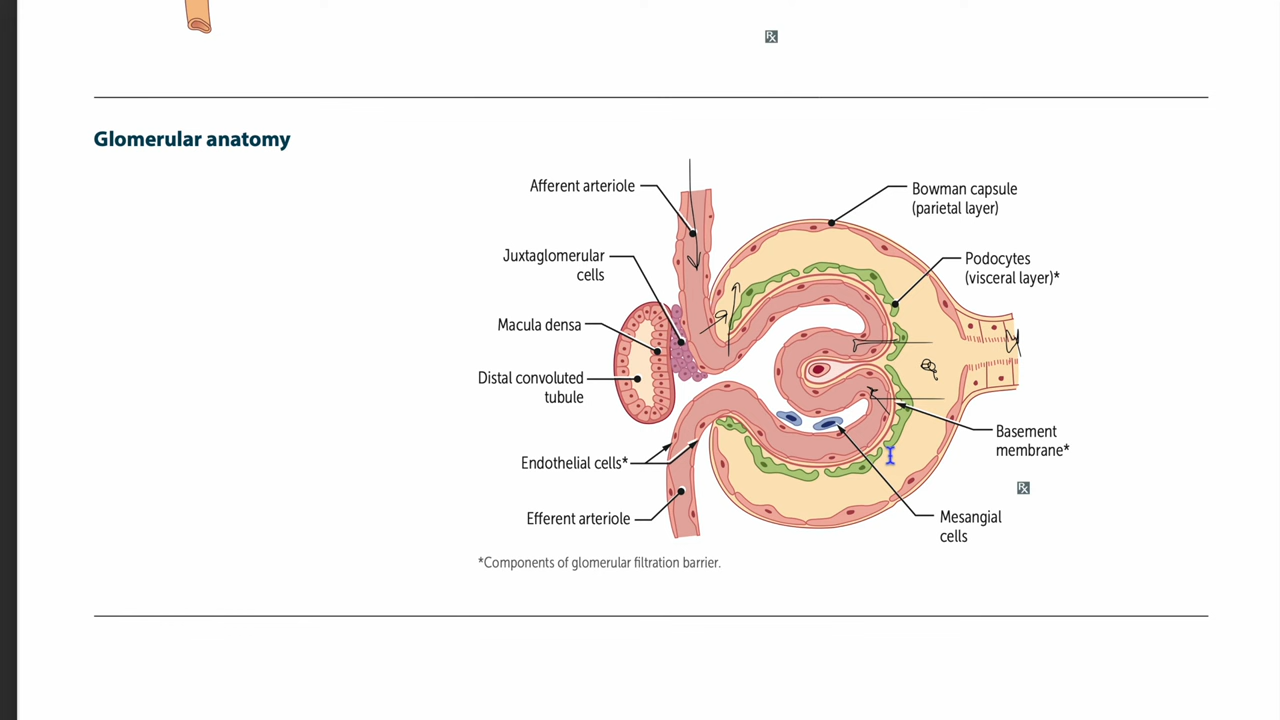 ℞
Glomerular anatomy
Afferent arteriole
Bowman capsule
(parietal layer)
Juxtaglomerular
cells
Podocytes
(visceral layer)*
Macula densa
Distal convoluted
tubule
Basement
membrane*
Endothelial cells*
℞
Efferent arteriole
Mesangial
cells
*Components of glomerular filtration barrier.